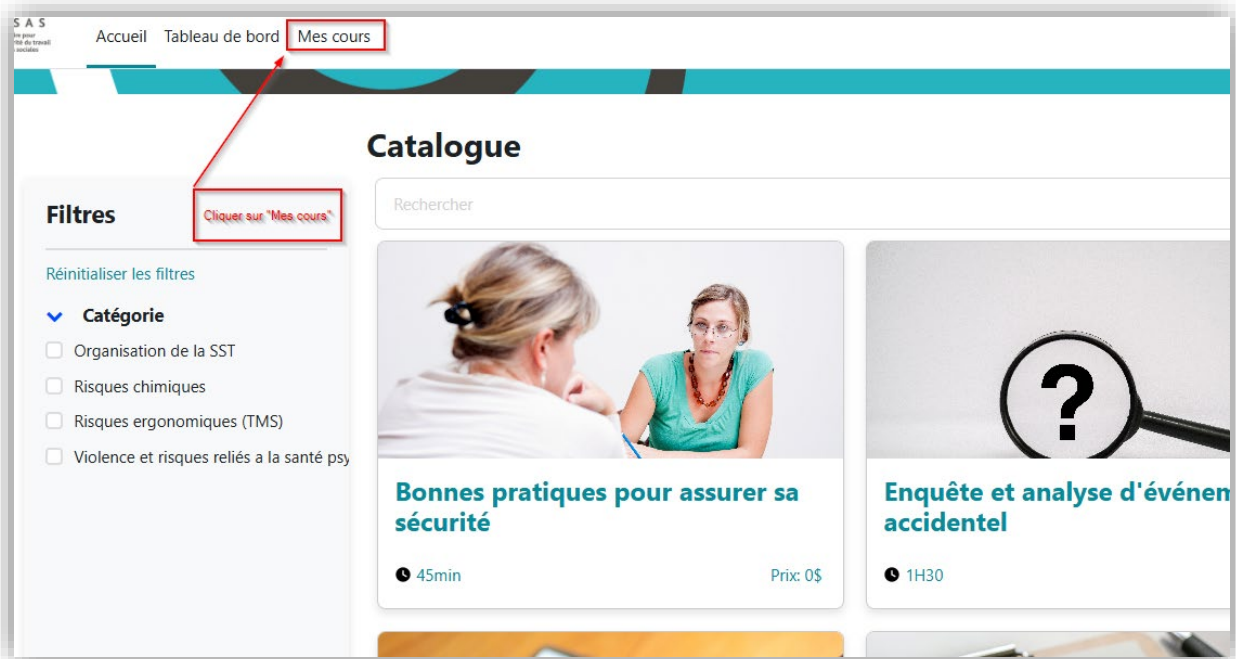 S A S
Accueil Tableau de bord Mes cours
Catalogue
Filtres
Cliquer sur "Mes cours"
Rechercher
Réinitialiser les filtres
Catégorie
Organisation de la SST
Risques chimiques
Risques ergonomiques (TMS)
Violence et risques reliés a la santé psy
Bonnes pratiques pour assurer sa
sécurité
45min Prix: 0$
Enquête et analyse d'événem
accidentel
1H30
?